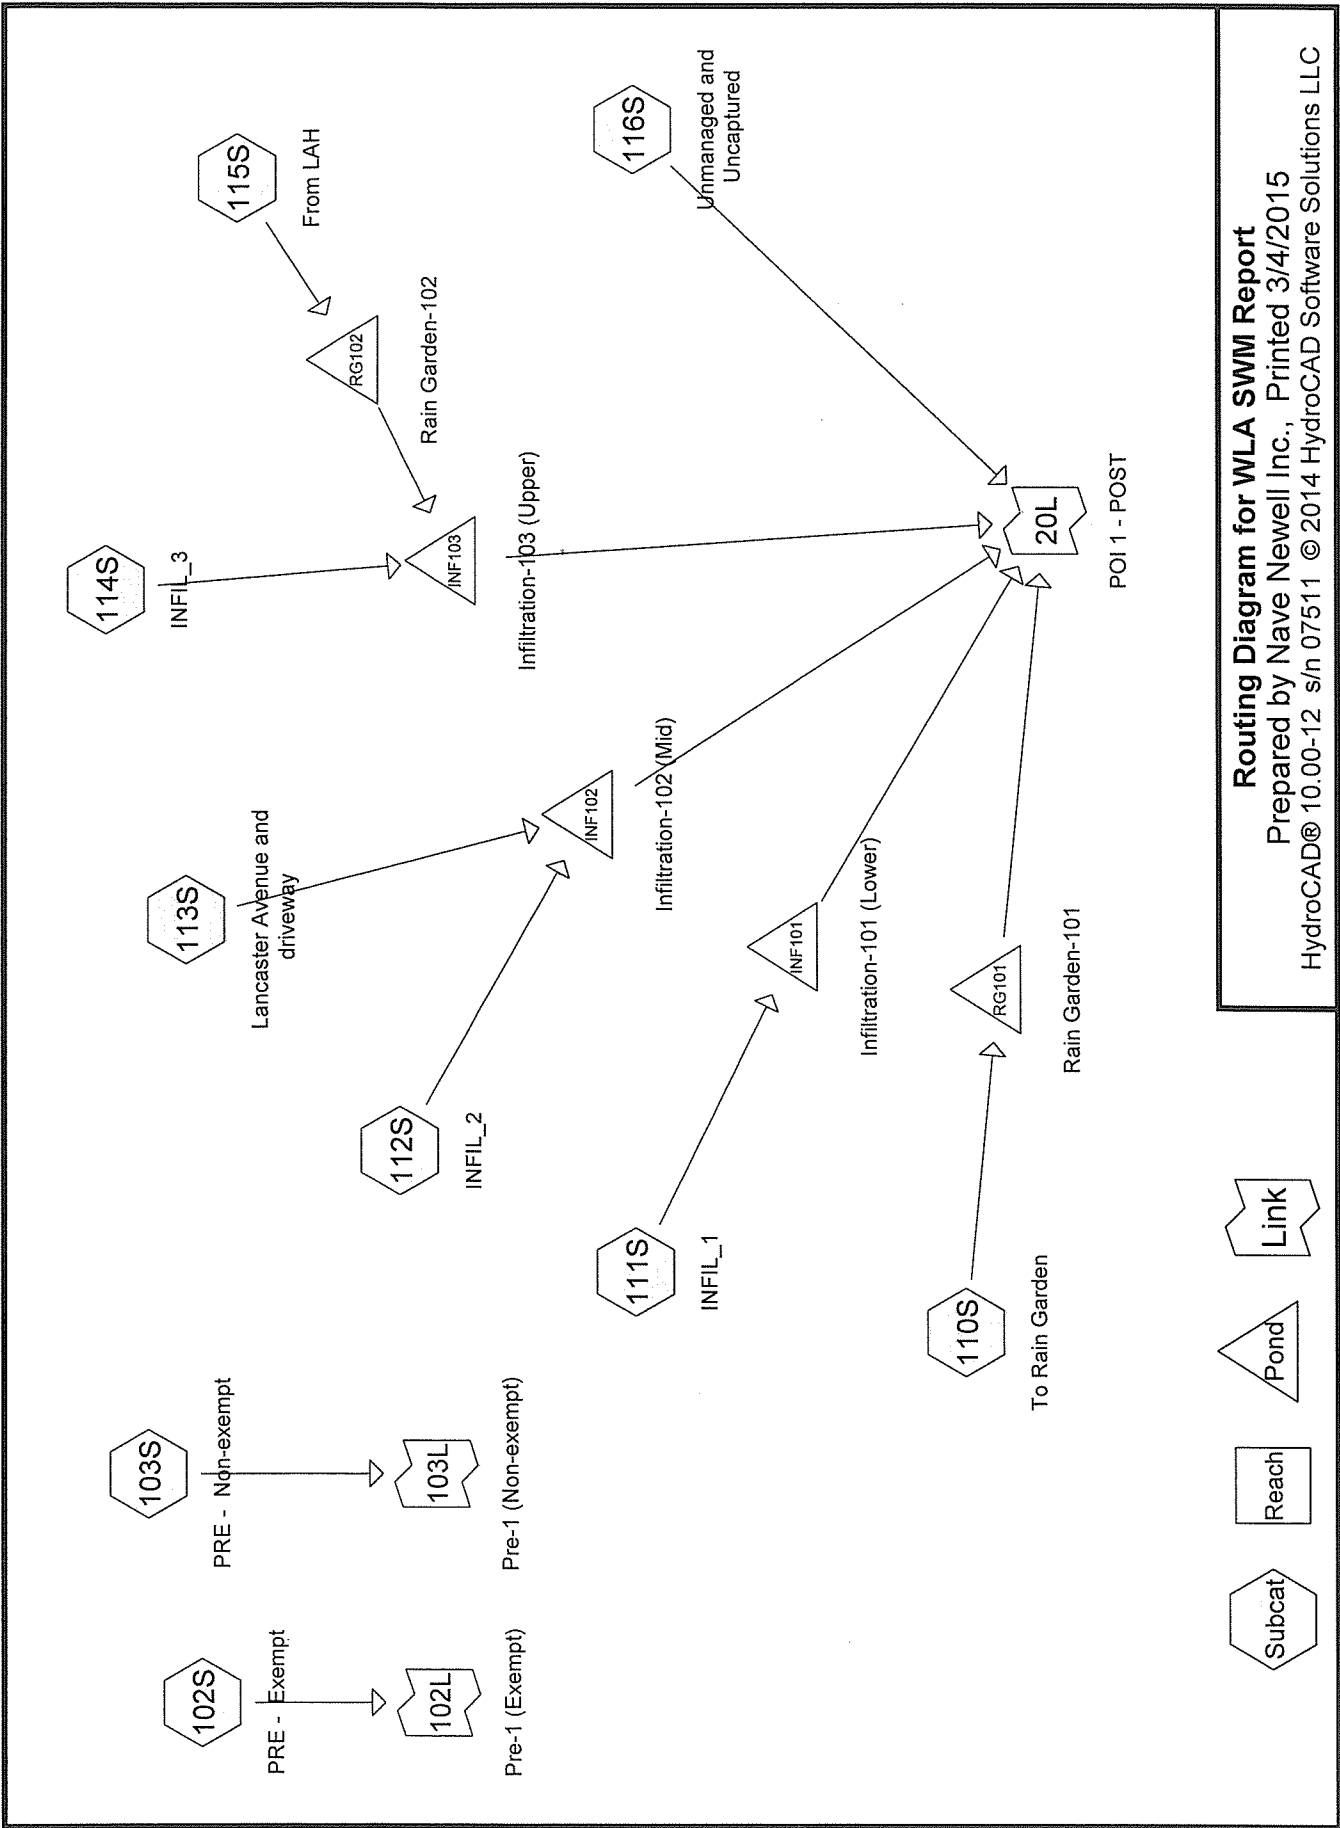 102S
PRE - Exempt
102L
Pre-1 (Exempt)
103S
PRE - Non-exempt
103L
Pre-1 (Non-exempt)
113S
Lancaster Avenue and
driveway
112S
INFIL_2
INF102
Infiltration-102 (Mid)
114S
INFIL_3
INF103
Infiltration-103 (Upper)
115S
From LAH
RG102
Rain Garden-102
116S
Unmanaged and
Uncaptured
111S
INFIL_1
INF101
Infiltration-101 (Lower)
110S
To Rain Garden
RG101
Rain Garden-101
20L
POI 1 - POST
Subcat
Reach
Pond
Link
Routing Diagram for WLA SWM Report
Prepared by Nave Newell Inc., Printed 3/4/2015
HydroCAD® 10.00-12 s/n 07511 © 2014 HydroCAD Software Solutions LLC